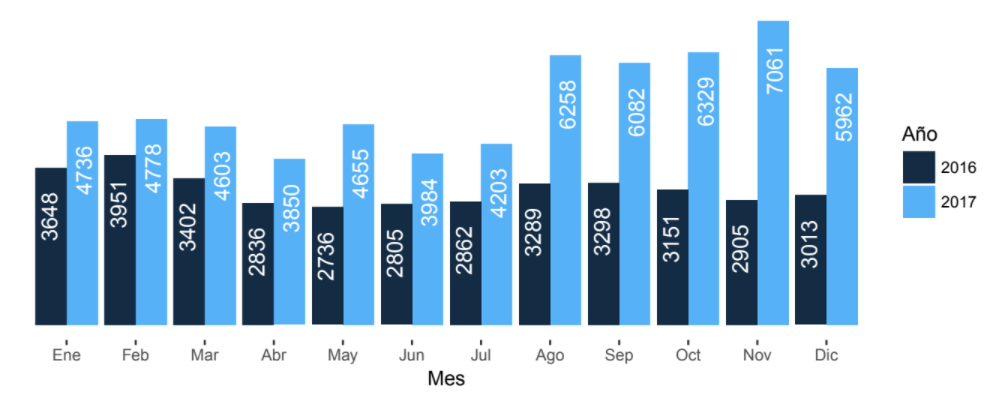 3648 4736 3951 4778 3402 4603 2836 3850 2736 4655 2805 3984 2862 4203 3289 6258 3298 6082 3151 6329 2905 7061 3013 5962
Ene Feb Mar Abr May Jun Jul Ago Sep Oct Nov Dic
Mes
Año
2016
2017